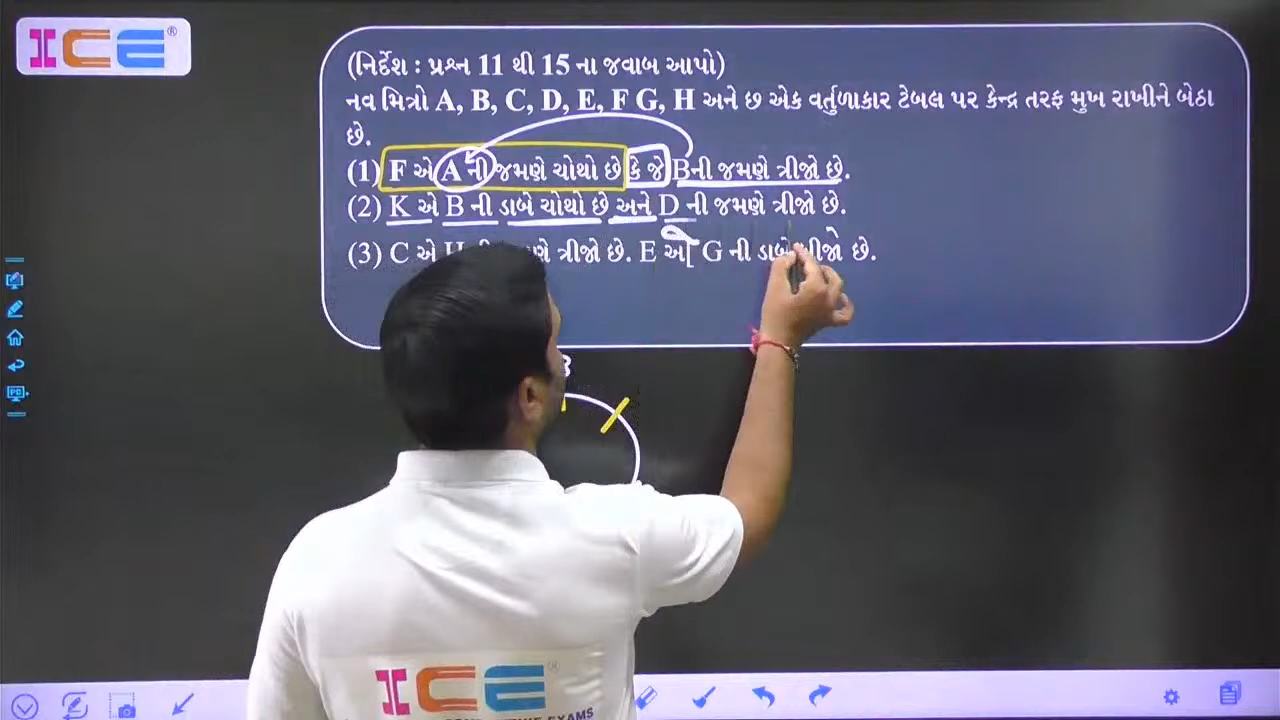 ICE®
(નિર્દેશ : પ્રશ્ન 11 થી 15 ના જવાબ આપો)
નવ મિત્રો A, B, C, D, E, F G, H અને છ એક વર્તુળાકાર ટેબલ પર કેન્દ્ર તરફ મુખ રાખીને બેઠા
છે.
(1) F એ A ની જમણે ચોથો છે કે જે Bની જમણે ત્રીજો છે.
(2) K એ B ની ડાબે ચોથો છે અને D ની જમણે ત્રીજો છે.
(3) C એ ત્રીજો છે. E G ની ડાબે છે.
ICE®